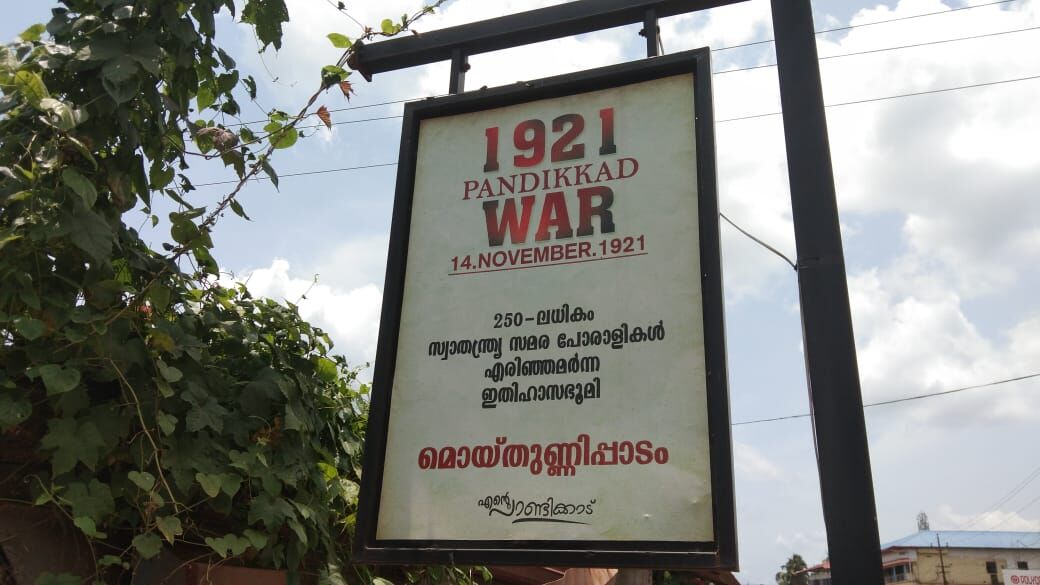 1921
PANDIKKAD
WAR
14.NOVEMBER.1921
250-ലധികം
സ്വാതന്ത്ര്യ സമര പോരാളികൾ
എരിഞ്ഞമർന്ന
ഇതിഹാസഭൂമി
മൊയ്തുണ്ണിപ്പാടം
എന്റെ പാണ്ടിക്കാട്